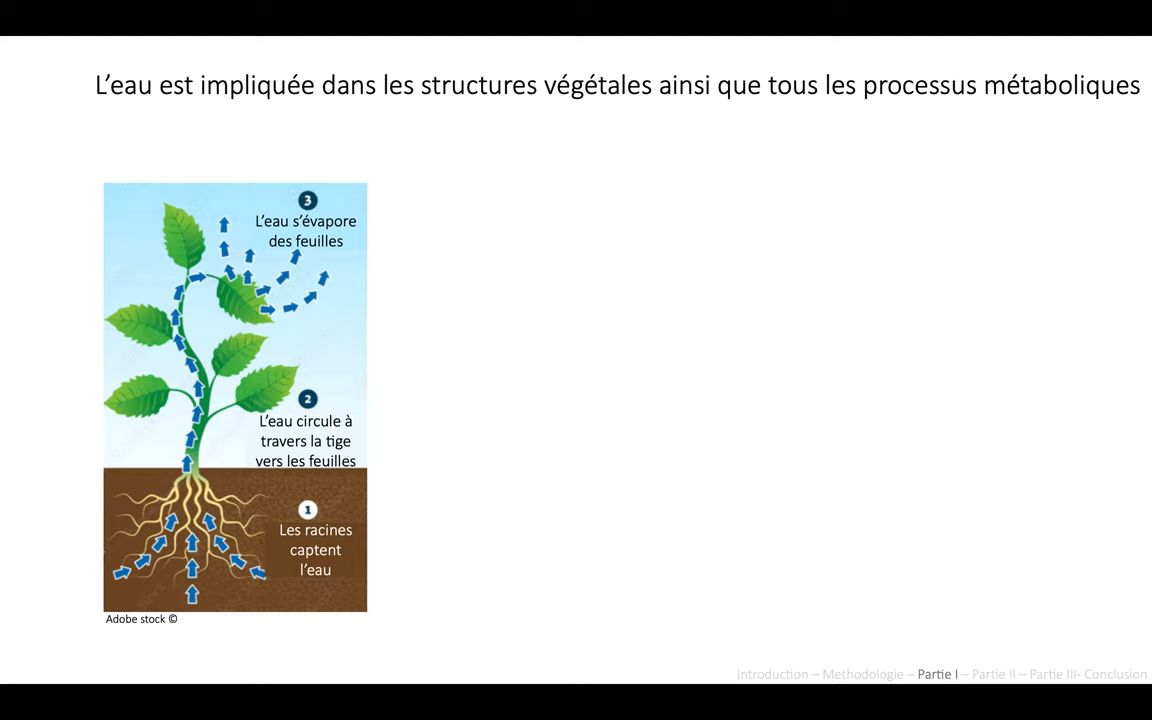 L’eau est impliquée dans les structures végétales ainsi que tous les processus métaboliques
3
L’eau s’évapore
des feuilles
2
L’eau circule à
travers la tige
vers les feuilles
1
Les racines
captent
l’eau
Adobe stock ©
Introduction – Methodologie – Partie I – Partie II – Partie III- Conclusion